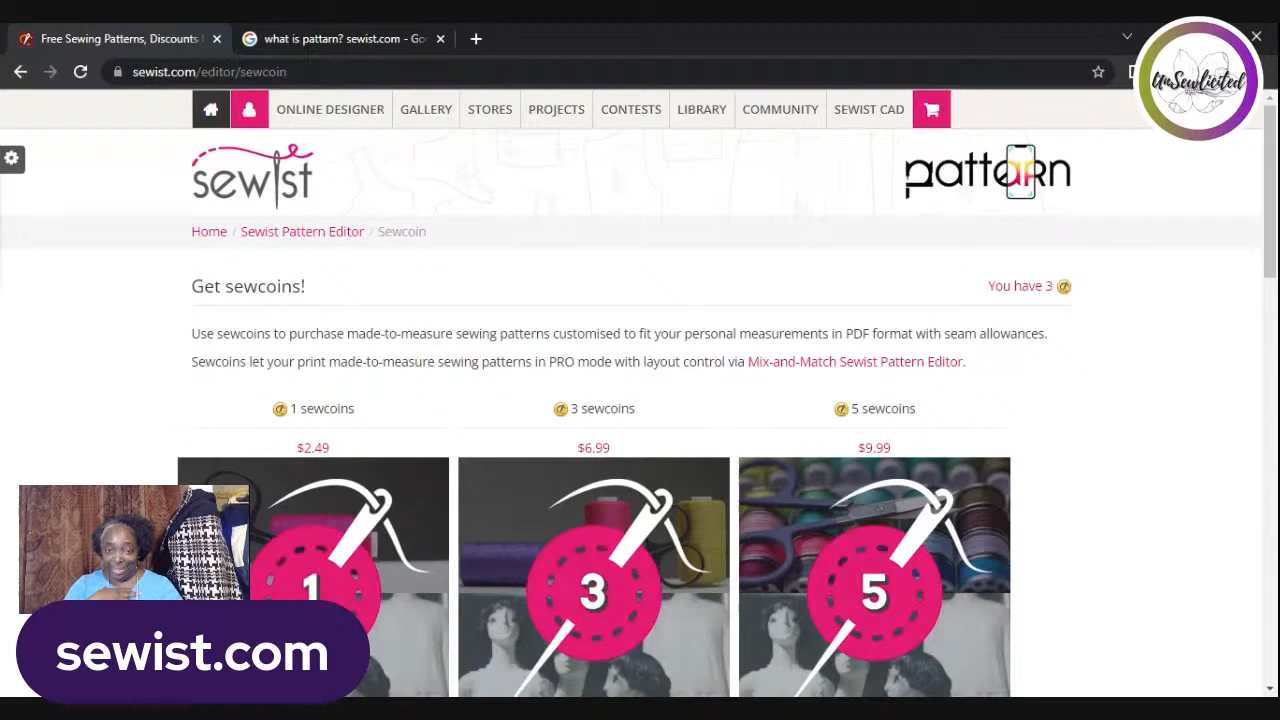 Free Sewing Patterns, Discounts
what is pattarn? sewist.com - Go
sewist.com/editor/sewcoin
UnSewlicited
ONLINE DESIGNER
GALLERY
STORES
PROJECTS
CONTESTS
LIBRARY
COMMUNITY
SEWIST CAD
sewist
pattarn
Home / Sewist Pattern Editor / Sewcoin
Get sewcoins!
You have 3
Use sewcoins to purchase made-to-measure sewing patterns customised to fit your personal measurements in PDF format with seam allowances.
Sewcoins let your print made-to-measure sewing patterns in PRO mode with layout control via Mix-and-Match Sewist Pattern Editor.
1 sewcoins
3 sewcoins
5 sewcoins
$2.49
$6.99
$9.99
1
3
5
sewist.com